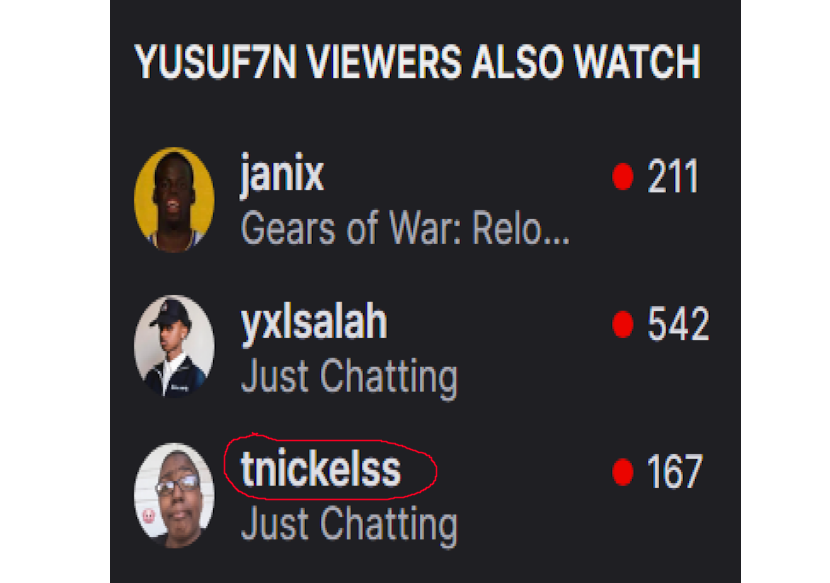 YUSUF7N VIEWERS ALSO WATCH
janix
211
Gears of War: Relo...
yxlsalah
542
Just Chatting
tnickelss
167
Just Chatting